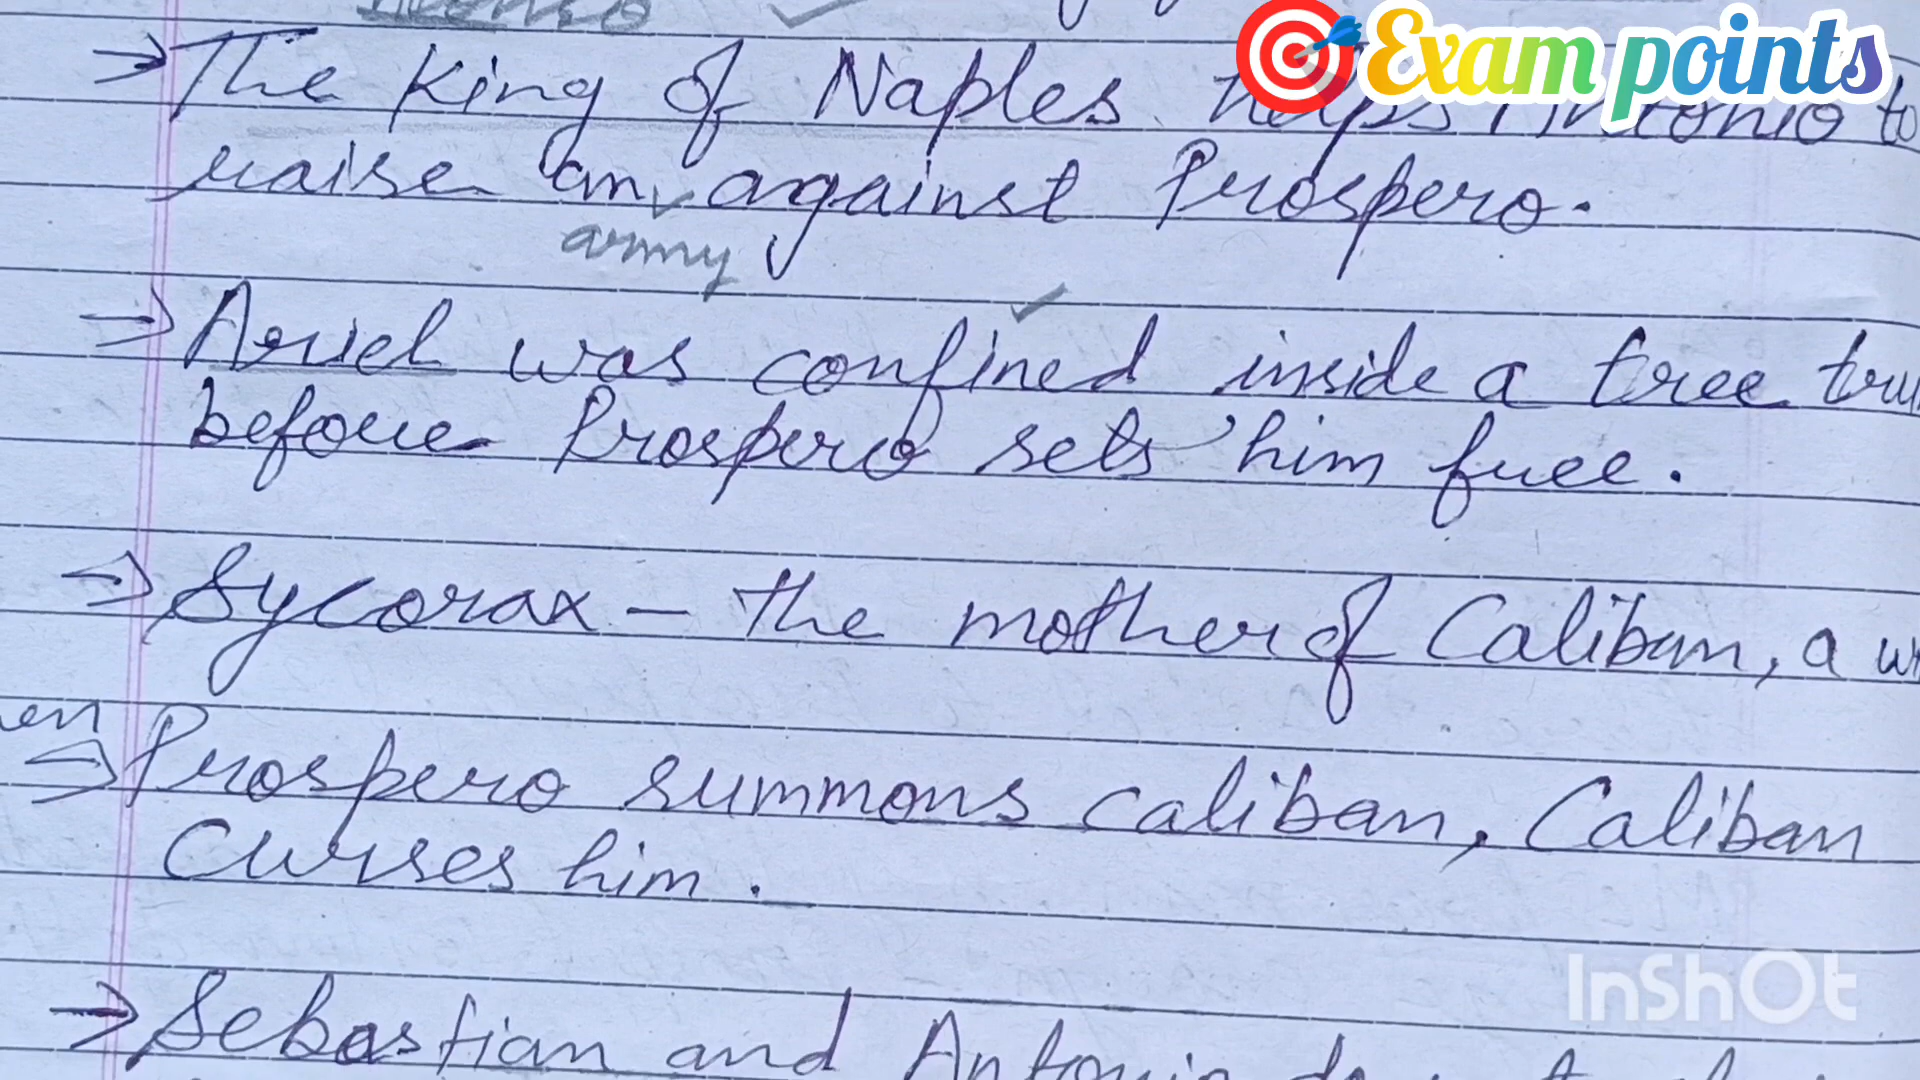 Exam points
→ The King of Naples helps Antonio to
raise an against Prospero.
army
→ Ariel was confined inside a tree
before Prospero sets him free.
→ Sycorax - the mother of Caliban, a
→ Prospero summons caliban, Caliban
Curses him.
→ Sebastian and
InShOt